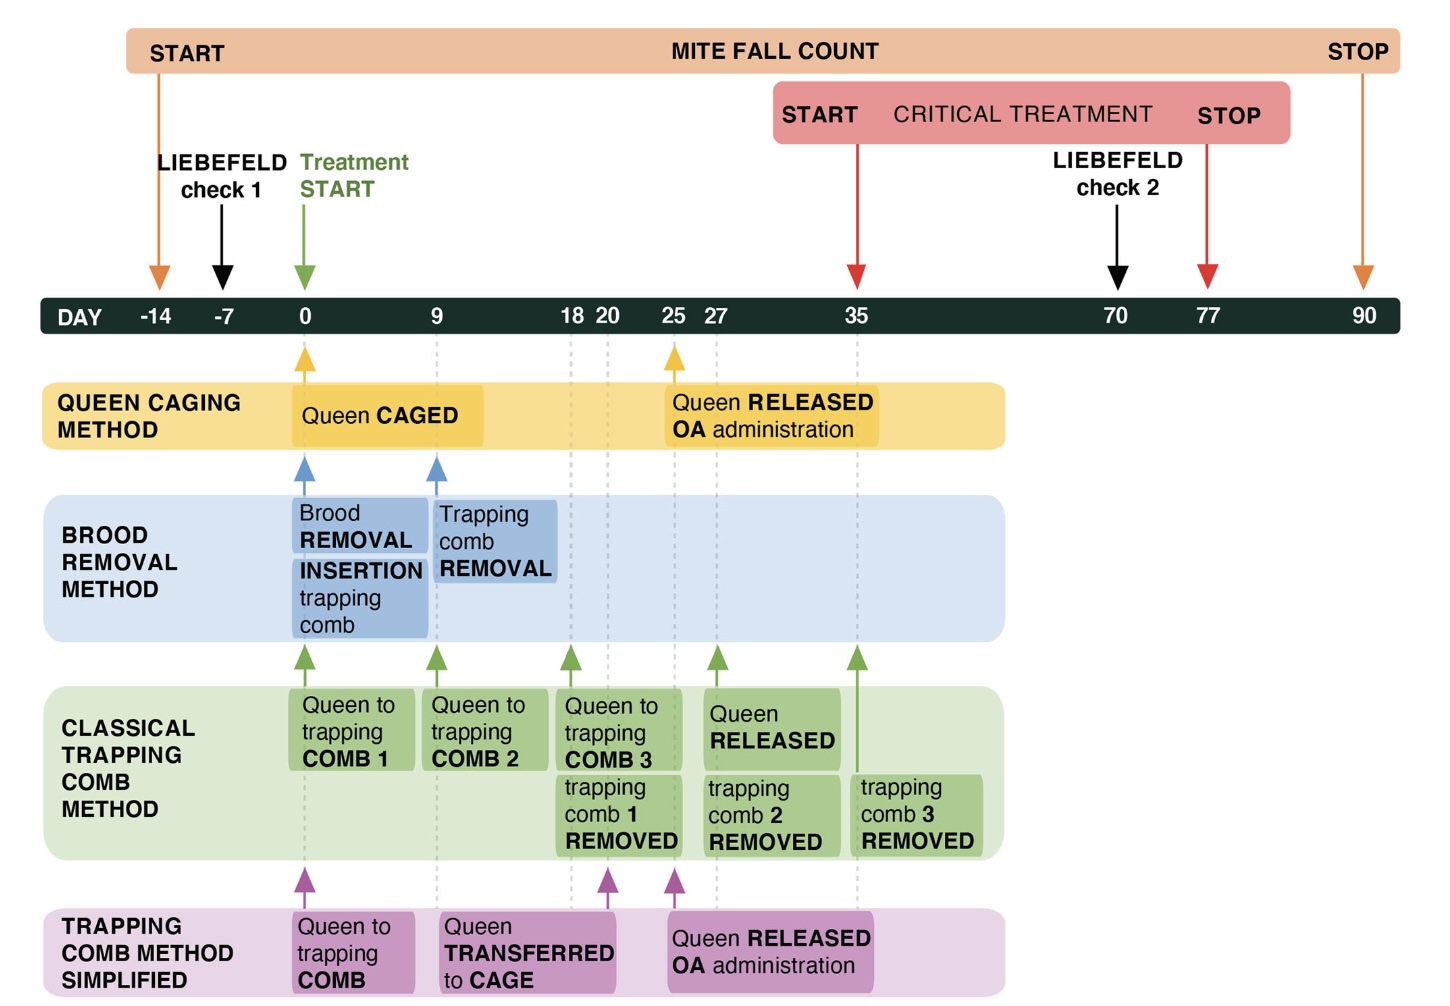 START MITE FALL COUNT STOP
START CRITICAL TREATMENT STOP
LIEBEFELD
check 1
Treatment
START
LIEBEFELD
check 2
DAY -14 -7 0 9 18 20 25 27 35 70 77 90
QUEEN CAGING
METHOD
Queen CAGED
Queen RELEASED
OA administration
BROOD
REMOVAL
METHOD
Brood
REMOVAL
INSERTION
trapping
comb
Trapping
comb
REMOVAL
CLASSICAL
TRAPPING
COMB
METHOD
Queen to
trapping
COMB 1
Queen to
trapping
COMB 2
Queen to
trapping
COMB 3
trapping
comb 1
REMOVED
Queen
RELEASED
trapping
comb 2
REMOVED
trapping
comb 3
REMOVED
TRAPPING
COMB METHOD
SIMPLIFIED
Queen to
trapping
COMB
Queen
TRANSFERRED
to CAGE
Queen RELEASED
OA administration